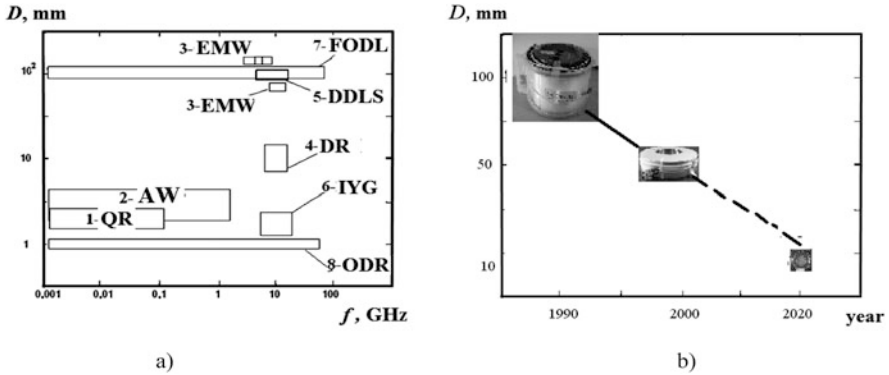 D, mm
3-EMW
7-FODL
10²
5-DDLS
3-EMW
4-DR
10
6-IYG
2-AW
1-QR
1
8-ODR
0,001 0,01 0,1 1 10 100
f, GHz
a)
D, mm
100
50
10
1990 2000 2020 year
b)